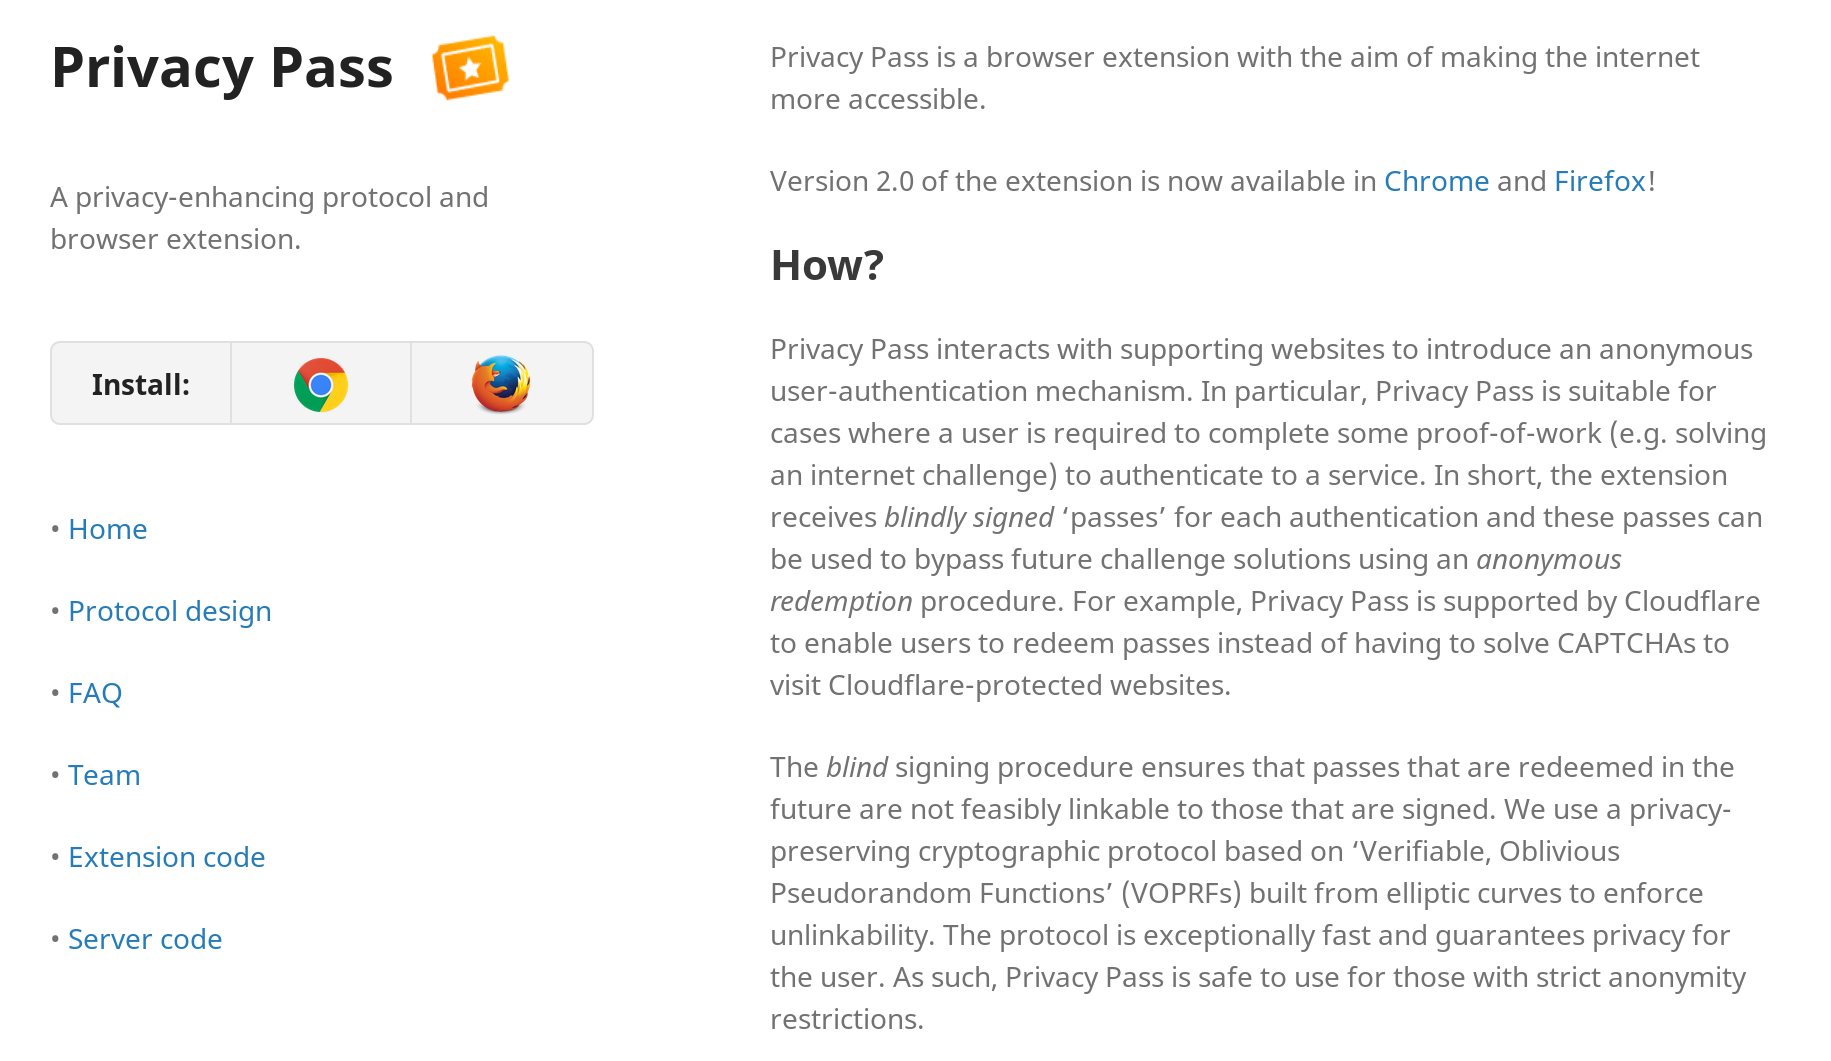 Privacy Pass
A privacy-enhancing protocol and
browser extension.
Install:
• Home
• Protocol design
• FAQ
• Team
• Extension code
• Server code
Privacy Pass is a browser extension with the aim of making the internet
more accessible.
Version 2.0 of the extension is now available in Chrome and Firefox!
How?
Privacy Pass interacts with supporting websites to introduce an anonymous
user-authentication mechanism. In particular, Privacy Pass is suitable for
cases where a user is required to complete some proof-of-work (e.g. solving
an internet challenge) to authenticate to a service. In short, the extension
receives blindly signed ‘passes’ for each authentication and these passes can
be used to bypass future challenge solutions using an anonymous
redemption procedure. For example, Privacy Pass is supported by Cloudflare
to enable users to redeem passes instead of having to solve CAPTCHAs to
visit Cloudflare-protected websites.
The blind signing procedure ensures that passes that are redeemed in the
future are not feasibly linkable to those that are signed. We use a privacy-
preserving cryptographic protocol based on ‘Verifiable, Oblivious
Pseudorandom Functions’ (VOPRFs) built from elliptic curves to enforce
unlinkability. The protocol is exceptionally fast and guarantees privacy for
the user. As such, Privacy Pass is safe to use for those with strict anonymity
restrictions.